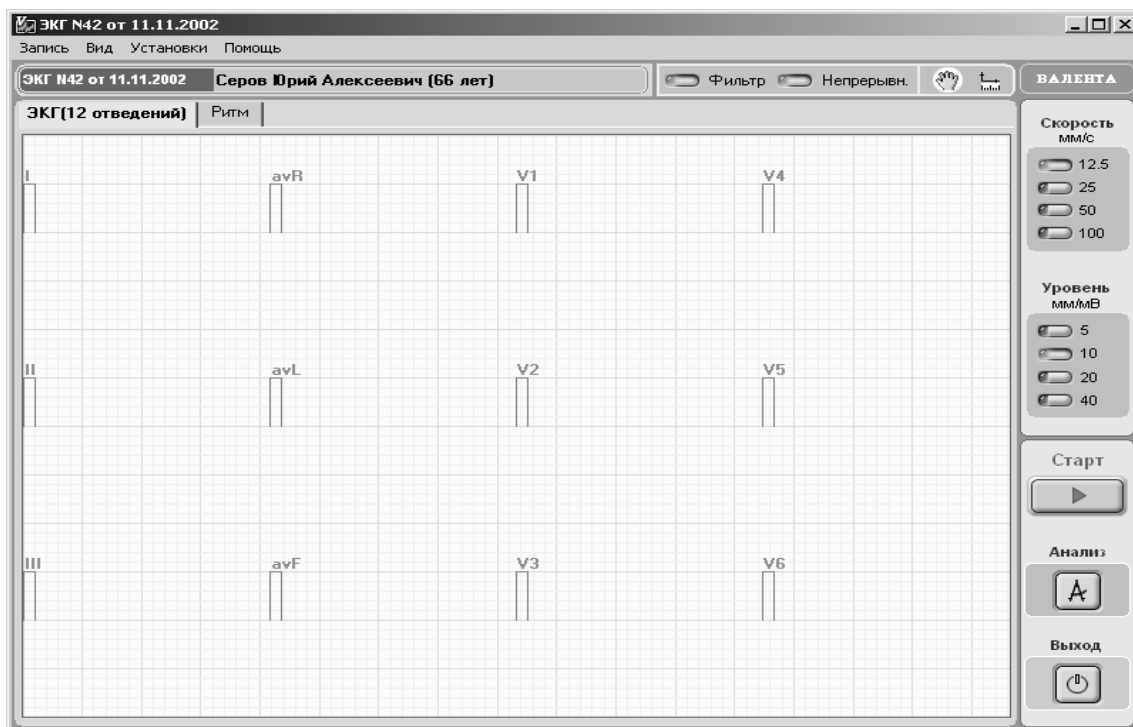 ЭКГ N42 от 11.11.2002
Запись Вид Установки Помощь
ЭКГ N42 от 11.11.2002 Серов Юрий Алексеевич (66 лет) Фильтр Непрерывн. ВАЛЕНТА
ЭКГ(12 отведений) Ритм
Скорость
мм/с
12.5
25
50
100
Уровень
мм/мВ
5
10
20
40
Старт
Анализ
Выход
I avR V1 V4
II avL V2 V5
III avF V3 V6